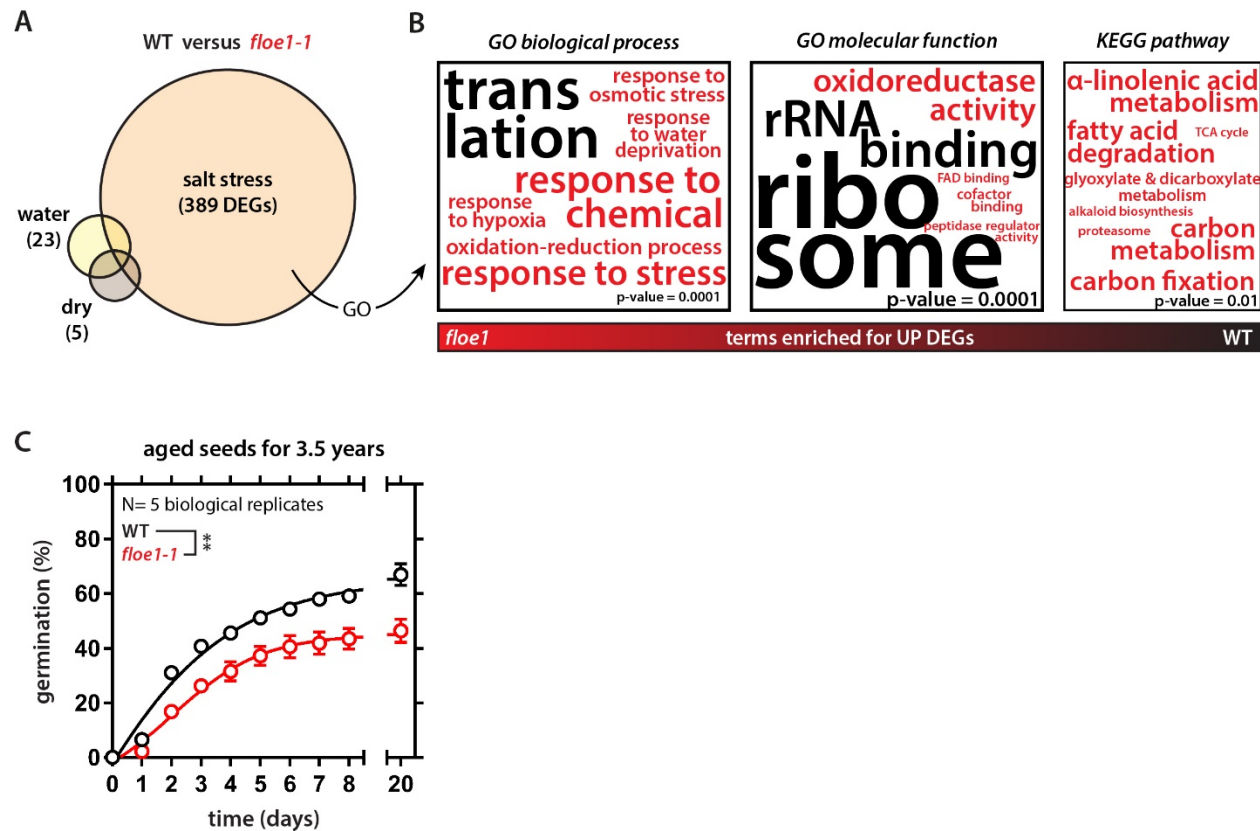 A
WT versus floe1-1
salt stress
(389 DEGs)
water
(23)
dry
(5)
GO
B
GO biological process
trans
lation
response to
osmotic stress
response
to water
deprivation
response to
chemical
response
to hypoxia
oxidation-reduction process
response to stress
p-value = 0.0001
GO molecular function
oxidoreductase
activity
rRNA
binding
ribo
some
FAD binding
cofactor
binding
peptidase regulator
activity
p-value = 0.0001
KEGG pathway
α-linolenic acid
metabolism
fatty acid
TCA cycle
degradation
glyoxylate & dicarboxylate
metabolism
alkaloid biosynthesis
proteasome
carbon
metabolism
carbon fixation
p-value = 0.01
floe1 terms enriched for UP DEGs WT
C
aged seeds for 3.5 years
N= 5 biological replicates
WT
floe1-1
**
germination (%)
100
80
60
40
20
0
0 1 2 3 4 5 6 7 8 20
time (days)